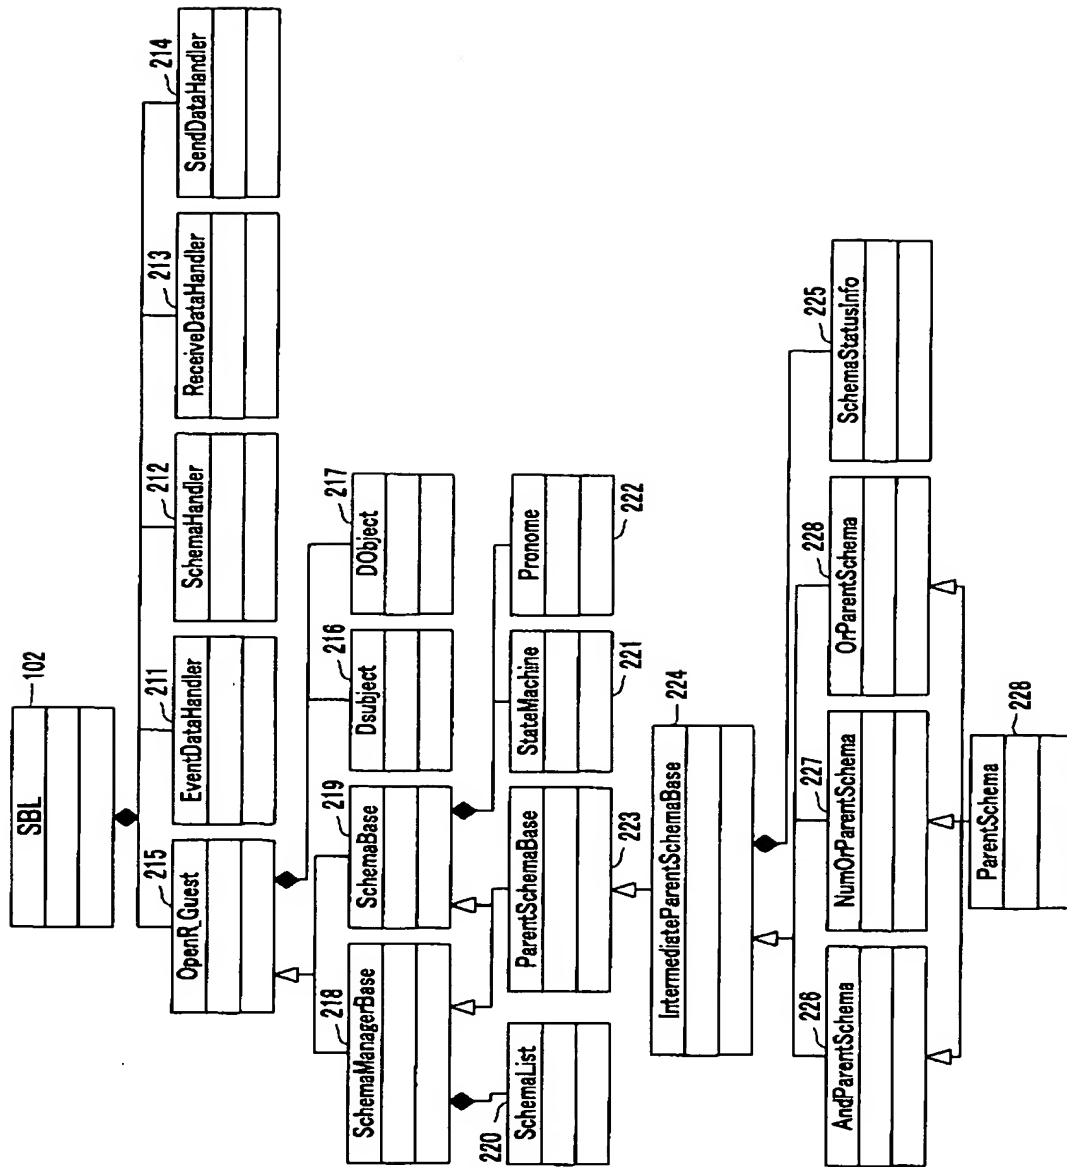 SBL
102
OpenR_Guest
215
EventDataHandler
211
SchemaHandler
212
ReceiveDataHandler
213
SendDataHandler
214
SchemaManagerBase
218
SchemaBase
219
Dsubject
216
DObject
217
SchemaList
220
ParentSchemaBase
223
StateMachine
221
Pronome
222
IntermediateParentSchemaBase
224
AndParentSchema
226
NumOrParentSchema
227
OrParentSchema
228
SchemaStatusInfo
225
ParentSchema
228